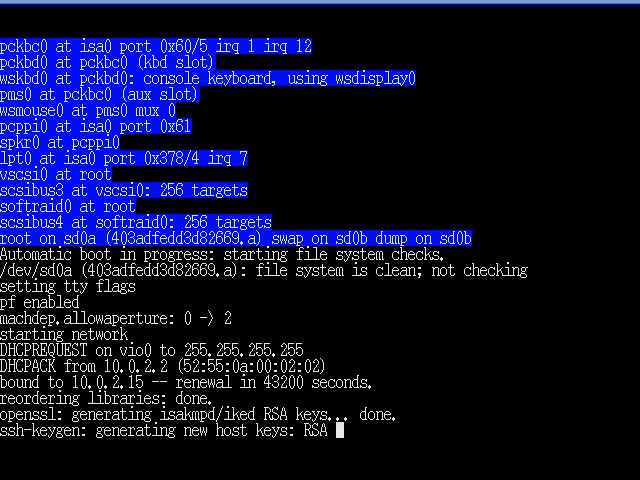 pckbc0 at isa0 port 0x60/5 irq 1 irq 12
pckbd0 at pckbc0 (kbd slot)
wskbd0 at pckbd0: console keyboard, using wsdisplay0
pms0 at pckbc0 (aux slot)
wsmouse0 at pms0 mux 0
pcppi0 at isa0 port 0x61
spkr0 at pcppi0
lpt0 at isa0 port 0x378/4 irq 7
vscsi0 at root
scsibus3 at vscsi0: 256 targets
softraid0 at root
scsibus4 at softraid0: 256 targets
root on sd0a (403adfedd3d82669.a) swap on sd0b dump on sd0b
Automatic boot in progress: starting file system checks.
/dev/sd0a (403adfedd3d82669.a): file system is clean; not checking
setting tty flags
pf enabled
machdep.allowaperture: 0 -> 2
starting network
DHCPREQUEST on vio0 to 255.255.255.255
DHCPACK from 10.0.2.2 (52:55:0a:00:02:02)
bound to 10.0.2.15 -- renewal in 43200 seconds.
reordering libraries: done.
openssl: generating isakmpd/iked RSA keys... done.
ssh-keygen: generating new host keys: RSA